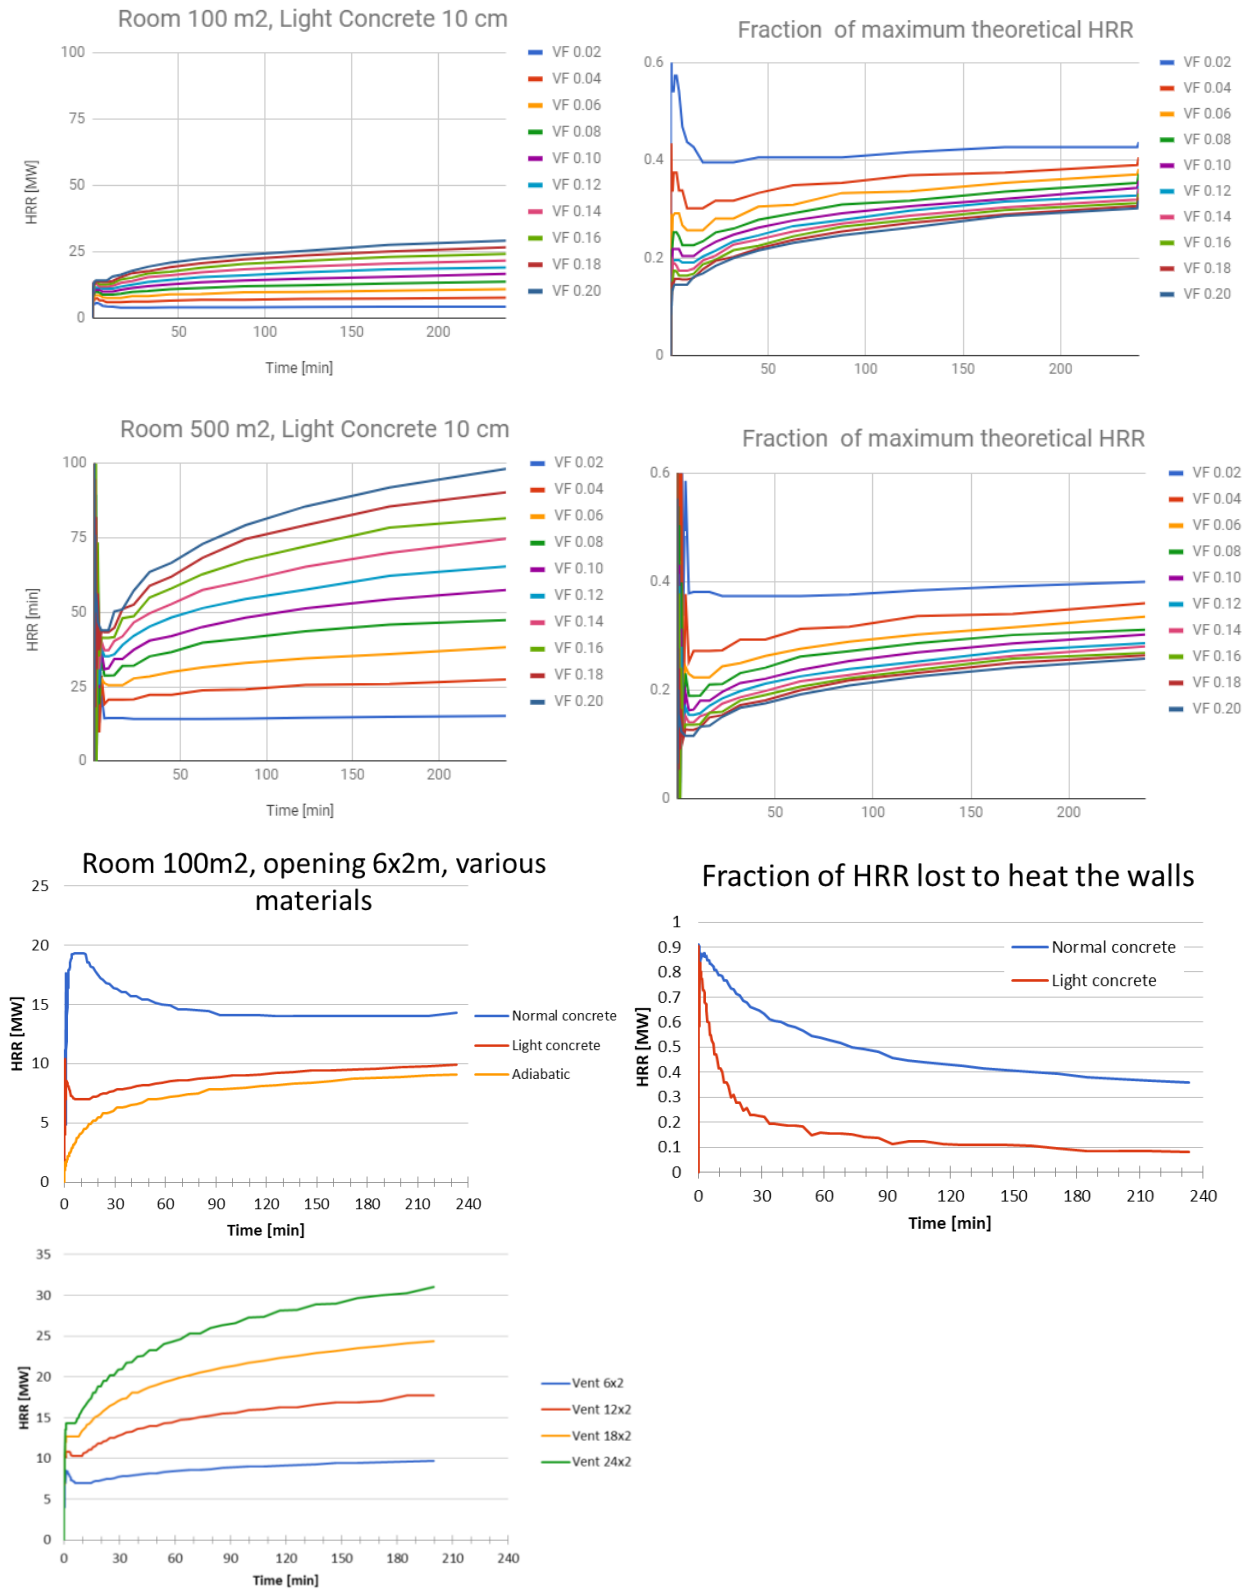 Room 100 m2, Light Concrete 10 cm
HRR [MW]
100
75
50
25
0
50
100
150
200
Time [min]
VF 0.02
VF 0.04
VF 0.06
VF 0.08
VF 0.10
VF 0.12
VF 0.14
VF 0.16
VF 0.18
VF 0.20
Fraction of maximum theoretical HRR
0.6
0.4
0.2
0
50
100
150
200
VF 0.02
VF 0.04
VF 0.06
VF 0.08
VF 0.10
VF 0.12
VF 0.14
VF 0.16
VF 0.18
VF 0.20
Room 500 m2, Light Concrete 10 cm
HRR [min]
100
75
50
25
0
50
100
150
200
Time [min]
VF 0.02
VF 0.04
VF 0.06
VF 0.08
VF 0.10
VF 0.12
VF 0.14
VF 0.16
VF 0.18
VF 0.20
Fraction of maximum theoretical HRR
0.6
0.4
0.2
0
50
100
150
200
VF 0.02
VF 0.04
VF 0.06
VF 0.08
VF 0.10
VF 0.12
VF 0.14
VF 0.16
VF 0.18
VF 0.20
Room 100m2, opening 6x2m, various
materials
HRR [MW]
25
20
15
10
5
0
0
30
60
90
120
150
180
210
240
Time [min]
Normal concrete
Light concrete
Adiabatic
Fraction of HRR lost to heat the walls
HRR [MW]
1
0.9
0.8
0.7
0.6
0.5
0.4
0.3
0.2
0.1
0
0
30
60
90
120
150
180
210
240
Time [min]
Normal concrete
Light concrete
HRR [MW]
35
30
25
20
15
10
5
0
0
30
60
90
120
150
180
210
240
Time [min]
Vent 6x2
Vent 12x2
Vent 18x2
Vent 24x2